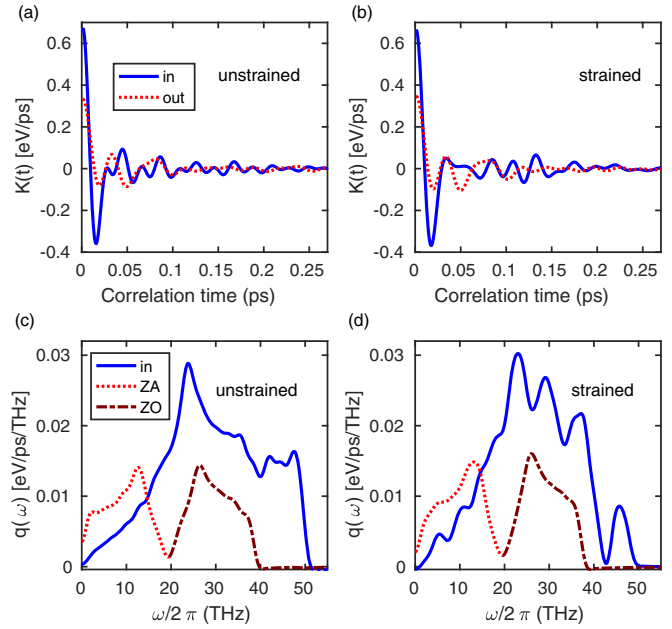 (a)
(b)
K(t) [eV/ps]
0.6
0.4
0.2
0
-0.2
-0.4
in
out
unstrained
0
0.05
0.1
0.15
0.2
0.25
Correlation time (ps)
K(t) [eV/ps]
0.6
0.4
0.2
0
-0.2
-0.4
strained
0
0.05
0.1
0.15
0.2
0.25
Correlation time (ps)
(c)
(d)
q(ω) [eV/ps/THz]
0.03
0.02
0.01
0
in
ZA
ZO
unstrained
0
10
20
30
40
50
ω/2 π (THz)
q(ω) [eV/ps/THz]
0.03
0.02
0.01
0
strained
0
10
20
30
40
50
ω/2 π (THz)